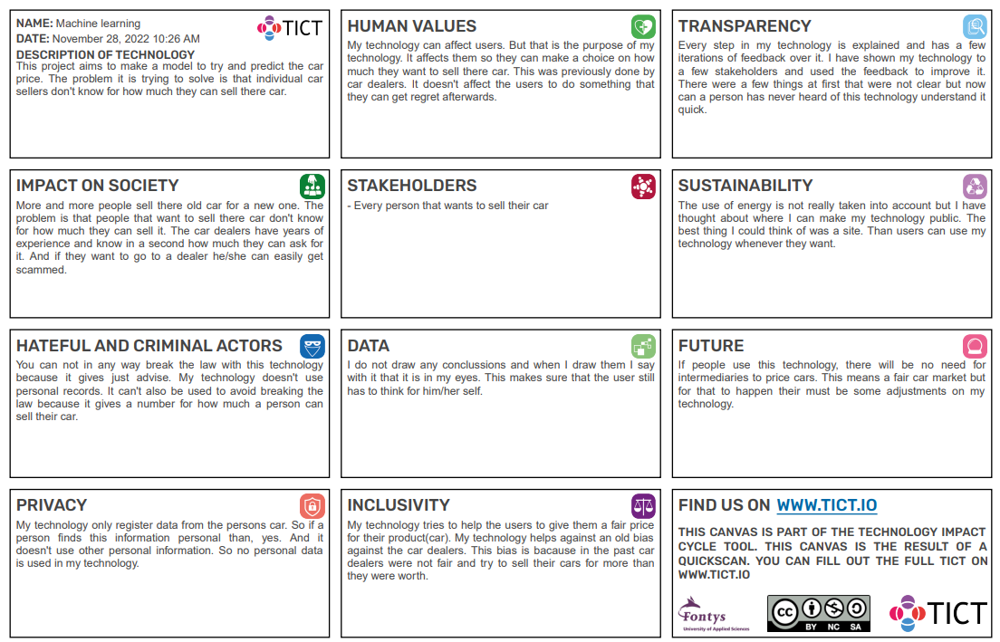 NAME: Machine learning
DATE: November 28, 2022 10:26 AM
DESCRIPTION OF TECHNOLOGY
This project aims to make a model to try and predict the car
price. The problem it is trying to solve is that individual car
sellers don't know for how much they can sell there car.
TICT
HUMAN VALUES
My technology can affect users. But that is the purpose of my
technology. It affects them so they can make a choice on how
much they want to sell there car. This was previously done by
car dealers. It doesn't affect the users to do something that
they can get regret afterwards.
TRANSPARENCY
Every step in my technology is explained and has a few
iterations of feedback over it. I have shown my technology to
a few stakeholders and used the feedback to improve it.
There were a few things at first that were not clear but now
can a person has never heard of this technology understand it
quick.
IMPACT ON SOCIETY
More and more people sell there old car for a new one. The
problem is that people that want to sell there car don't know
for how much they can sell it. The car dealers have years of
experience and know in a second how much they can ask for
it. And if they want to go to a dealer he/she can easily get
scammed.
STAKEHOLDERS
- Every person that wants to sell their car
SUSTAINABILITY
The use of energy is not really taken into account but I have
thought about where I can make my technology public. The
best thing I could think of was a site. Than users can use my
technology whenever they want.
HATEFUL AND CRIMINAL ACTORS
You can not in any way break the law with this technology
because it gives just advise. My technology doesn't use
personal records. It can't also be used to avoid breaking the
law because it gives a number for how much a person can
sell their car.
DATA
I do not draw any conclussions and when I draw them I say
with it that it is in my eyes. This makes sure that the user still
has to think for him/her self.
FUTURE
If people use this technology, there will be no need for
intermediaries to price cars. This means a fair car market but
for that to happen their must be some adjustments on my
technology.
PRIVACY
My technology only register data from the persons car. So if a
person finds this information personal than, yes. And it
doesn't use other personal information. So no personal data
is used in my technology.
INCLUSIVITY
My technology tries to help the users to give them a fair price
for their product(car). My technology helps against an old bias
against the car dealers. This bias is bacause in the past car
dealers were not fair and try to sell their cars for more than
they were worth.
FIND US ON WWW.TICT.IO
THIS CANVAS IS PART OF THE TECHNOLOGY IMPACT
CYCLE TOOL. THIS CANVAS IS THE RESULT OF A
QUICKSCAN. YOU CAN FILL OUT THE FULL TICT ON
WWW.TICT.IO
Fontys
University of Applied Sciences
cc
BY NC SA
TICT